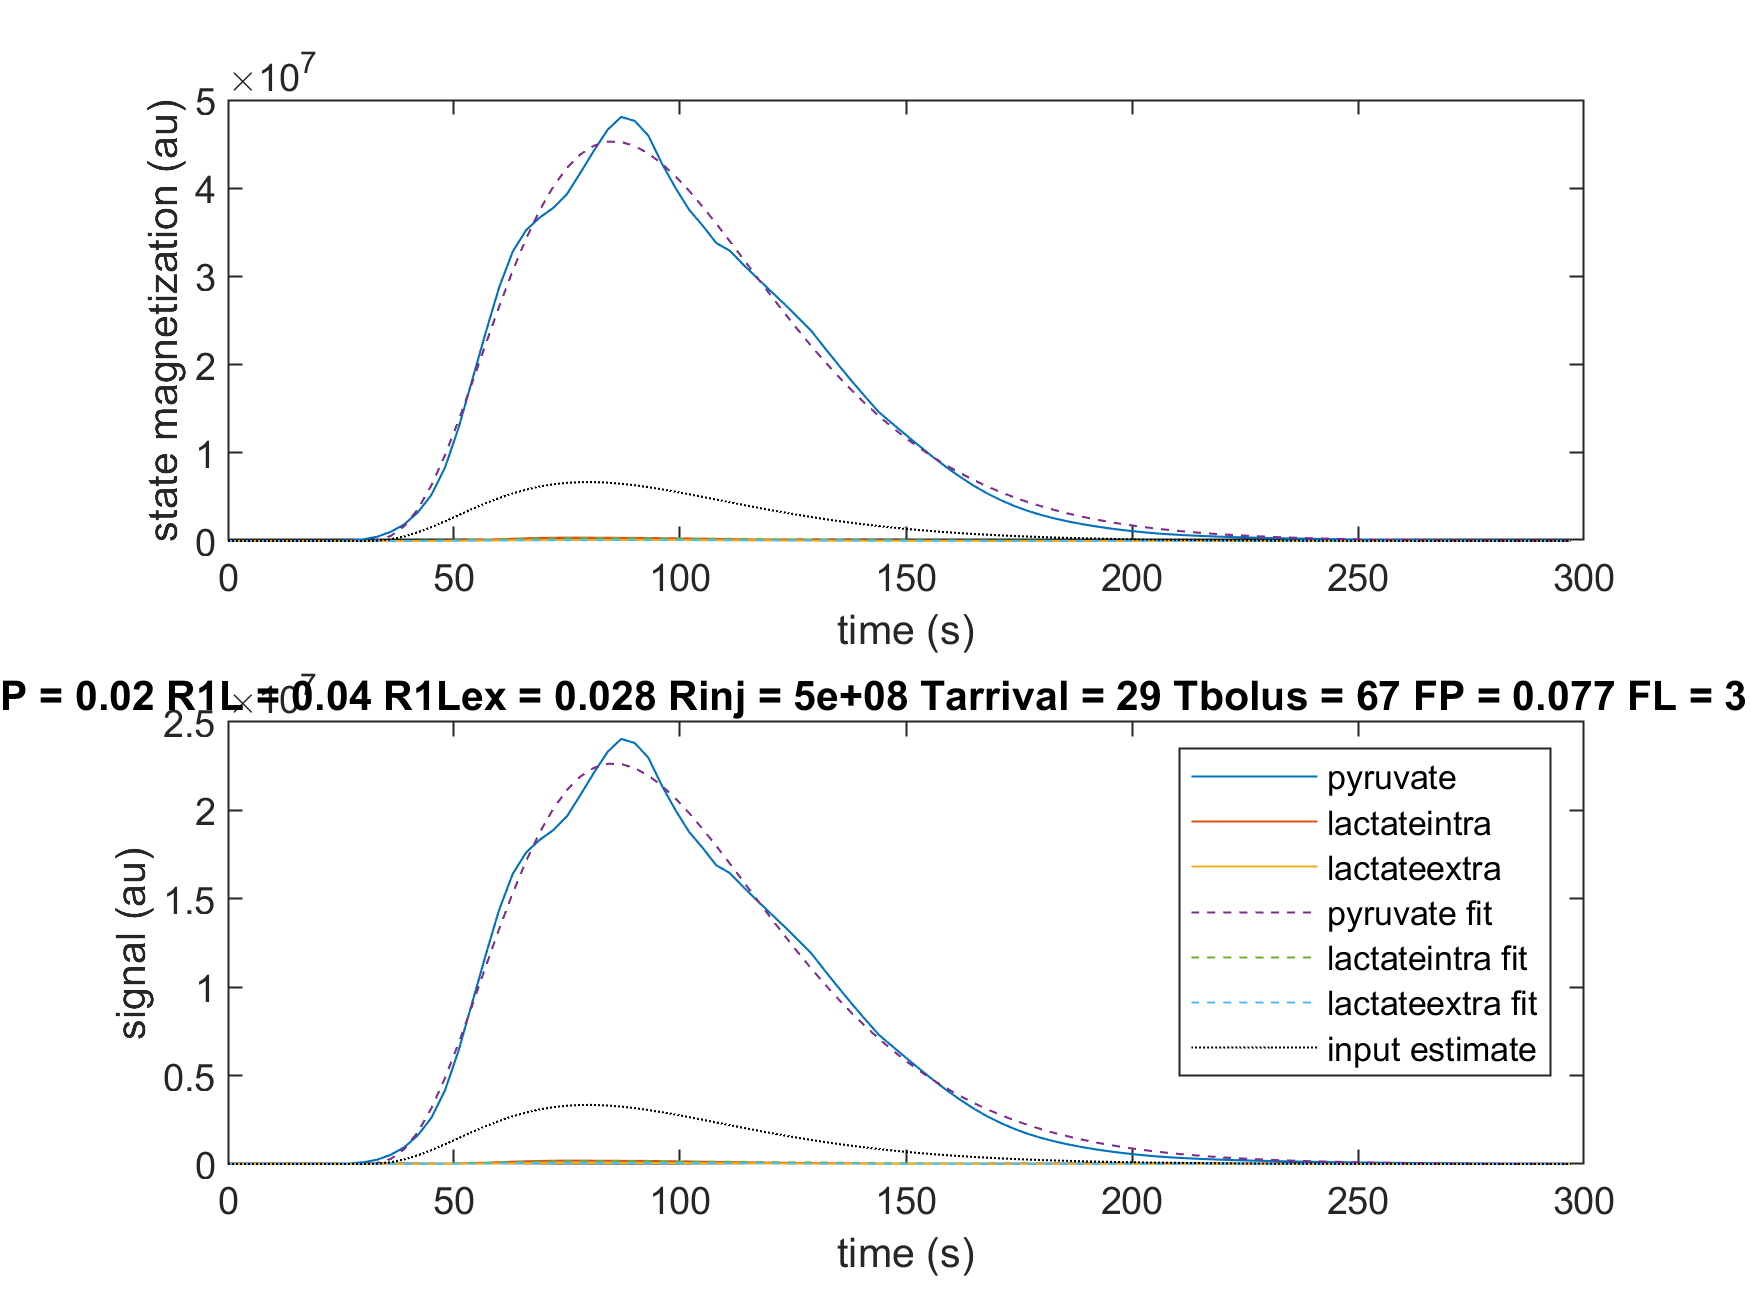 ×10⁷
5
4
3
2
1
0
state magnetization (au)
0 50 100 150 200 250 300
time (s)
P = 0.02 R1L = 0.04 R1Lex = 0.028 Rinj = 5e+08 Tarrival = 29 Tbolus = 67 FP = 0.077 FL = 3
×10⁷
2.5
2
1.5
1
0.5
0
signal (au)
pyruvate
lactateintra
lactateextra
pyruvate fit
lactateintra fit
lactateextra fit
input estimate
0 50 100 150 200 250 300
time (s)